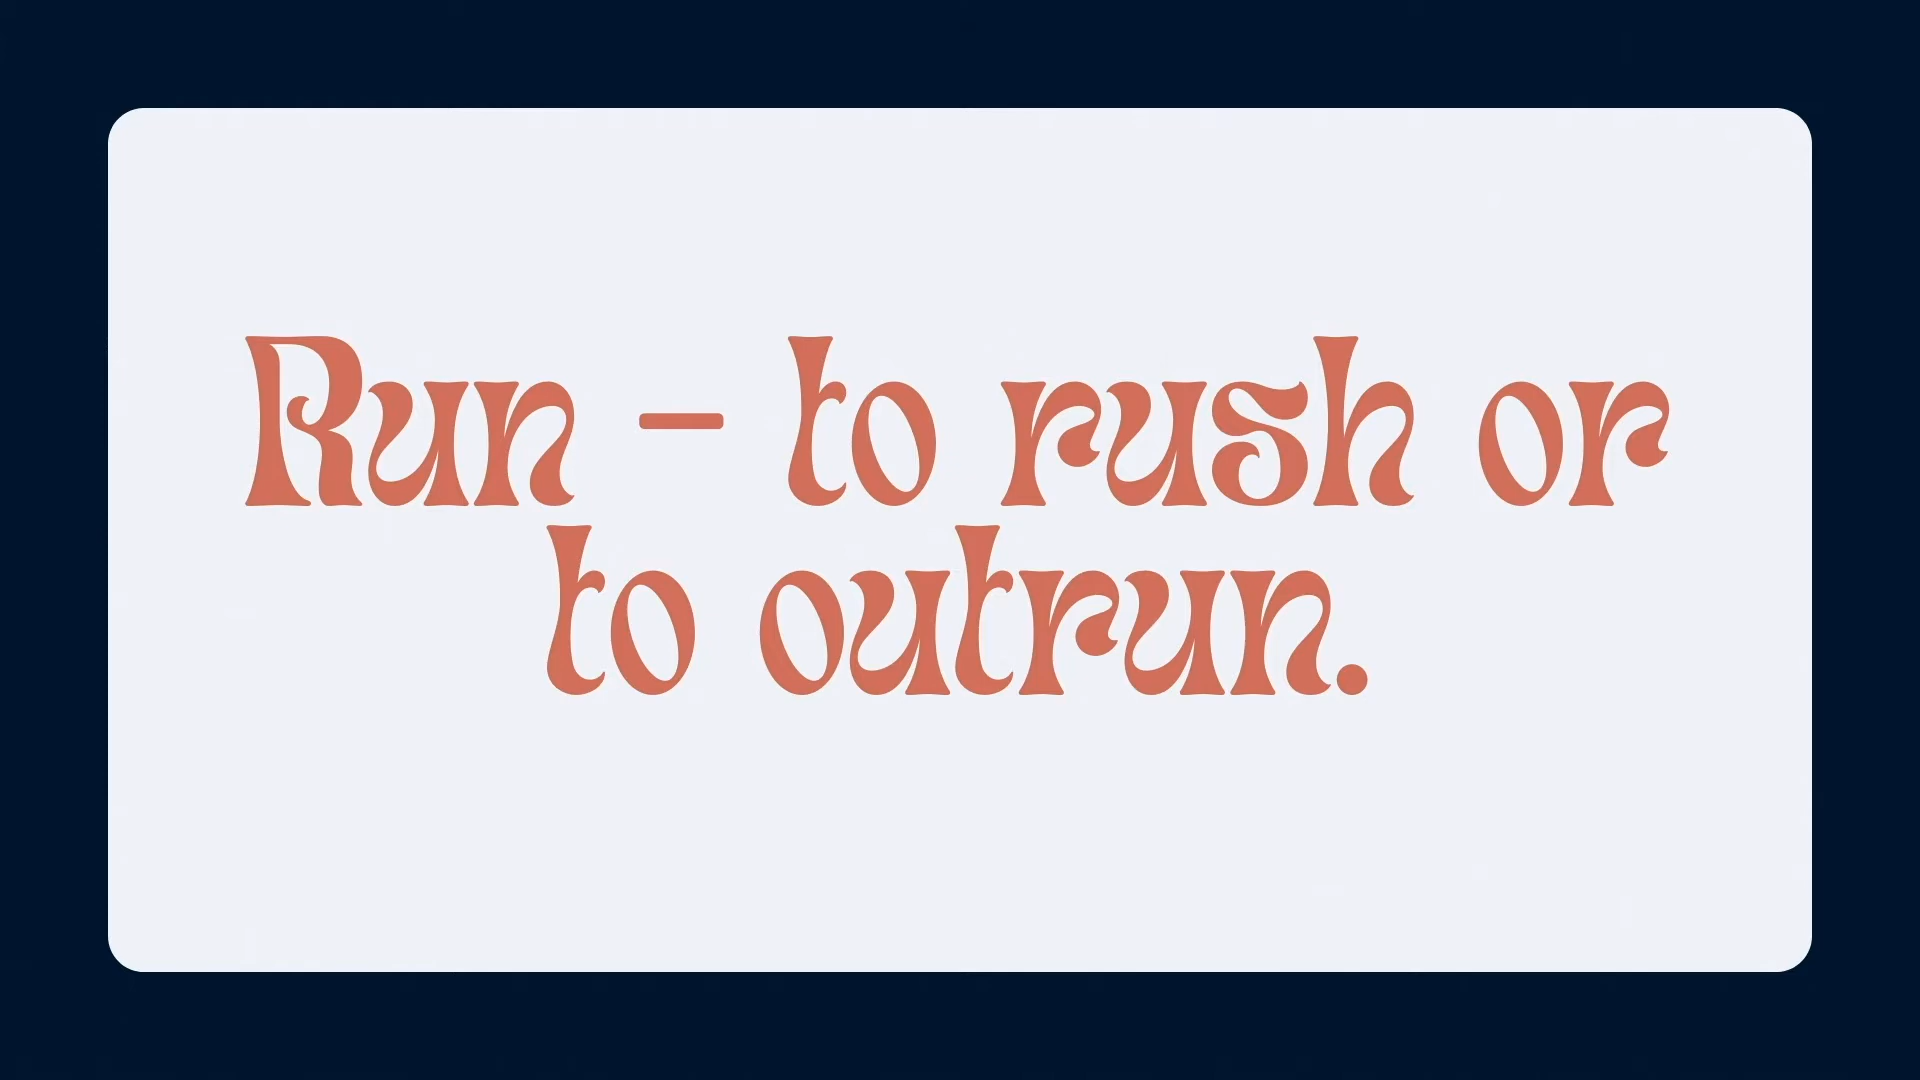 Run – to rush or
to outrun.